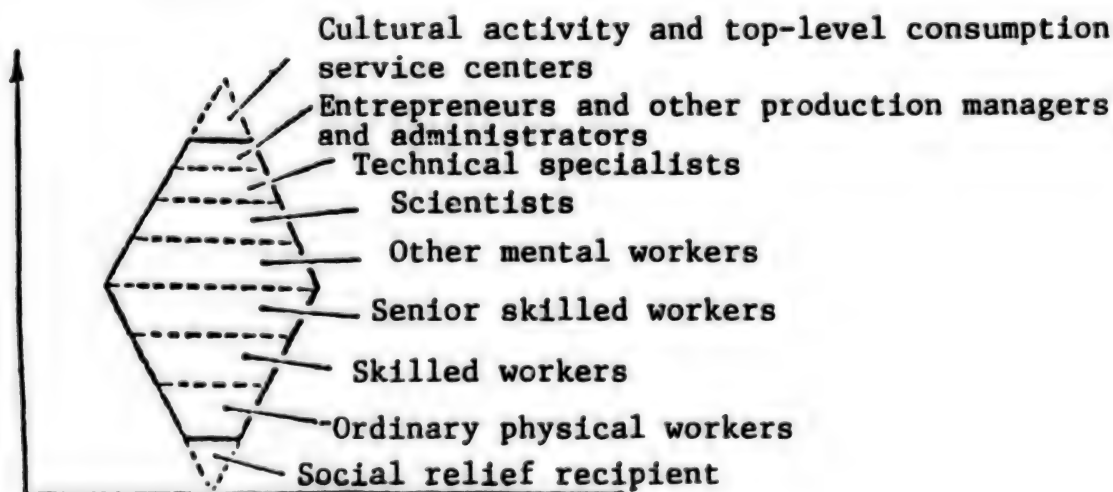 Cultural activity and top-level consumption
service centers
Entrepreneurs and other production managers
and administrators
Technical specialists
Scientists
Other mental workers
Senior skilled workers
Skilled workers
Ordinary physical workers
Social relief recipient